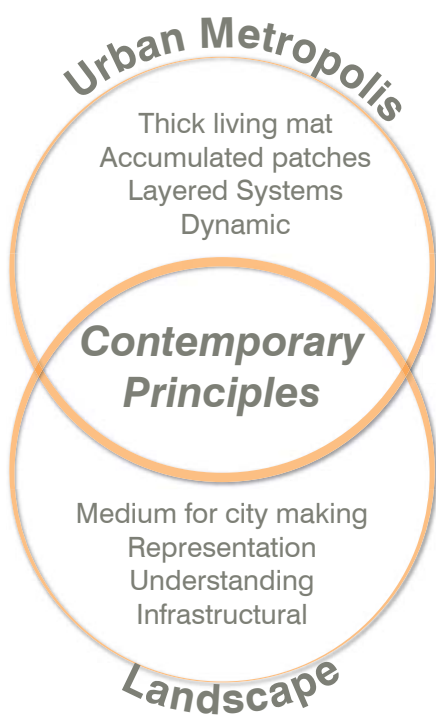 Urban Metropolis
Thick living mat
Accumulated patches
Layered Systems
Dynamic
Contemporary
Principles
Medium for city making
Representation
Understanding
Infrastructural
Landscape